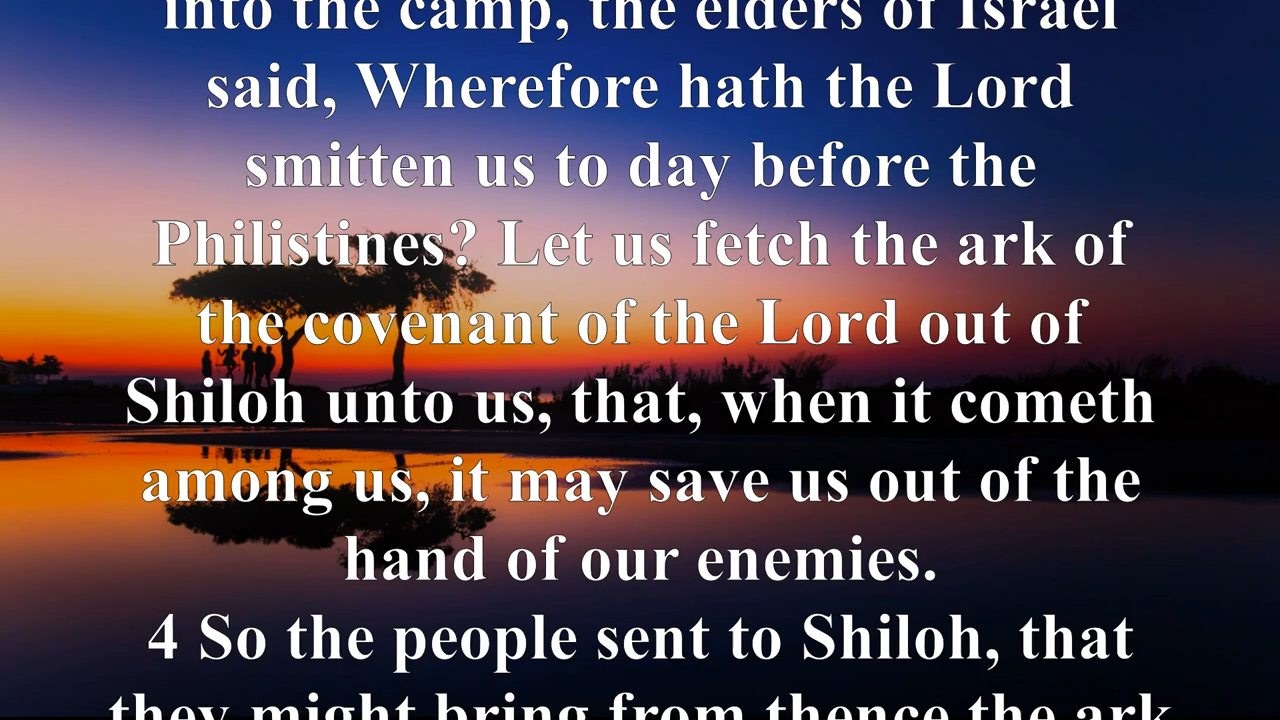 into the camp, the elders of Israel
said, Wherefore hath the Lord
smitten us to day before the
Philistines? Let us fetch the ark of
the covenant of the Lord out of
Shiloh unto us, that, when it cometh
among us, it may save us out of the
hand of our enemies.
4 So the people sent to Shiloh, that
they might bring from thence the ark